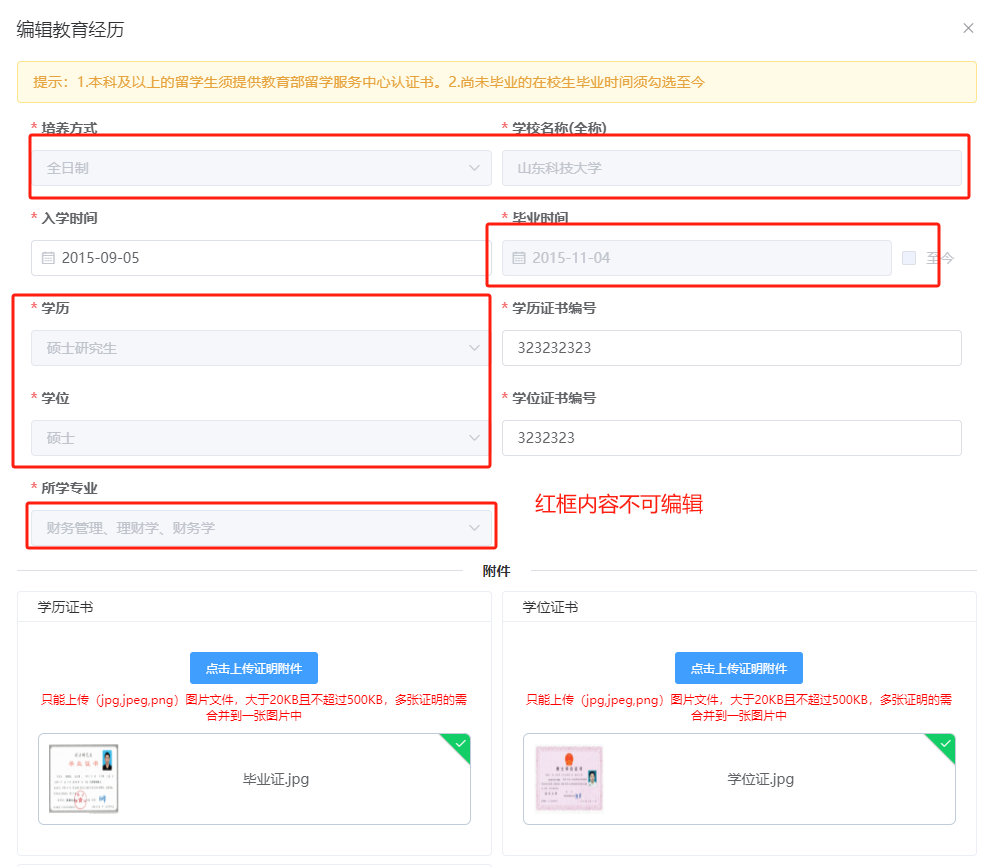 编辑教育经历
提示：1.本科及以上的留学生须提供教育部留学服务中心认证书。2.尚未毕业的在校生毕业时间须勾选至今
* 培养方式
* 学校名称(全称)
全日制
山东科技大学
* 入学时间
* 毕业时间
2015-09-05
2015-11-04
至今
* 学历
* 学历证书编号
硕士研究生
323232323
* 学位
* 学位证书编号
硕士
3232323
* 所学专业
红框内容不可编辑
财务管理、理财学、财务学
附件
学历证书
学位证书
点击上传证明附件
点击上传证明附件
只能上传（jpg,jpeg,png）图片文件，大于20KB且不超过500KB，多张证明的需
合并到一张图片中
只能上传（jpg,jpeg,png）图片文件，大于20KB且不超过500KB，多张证明的需
合并到一张图片中
毕业证.jpg
学位证.jpg